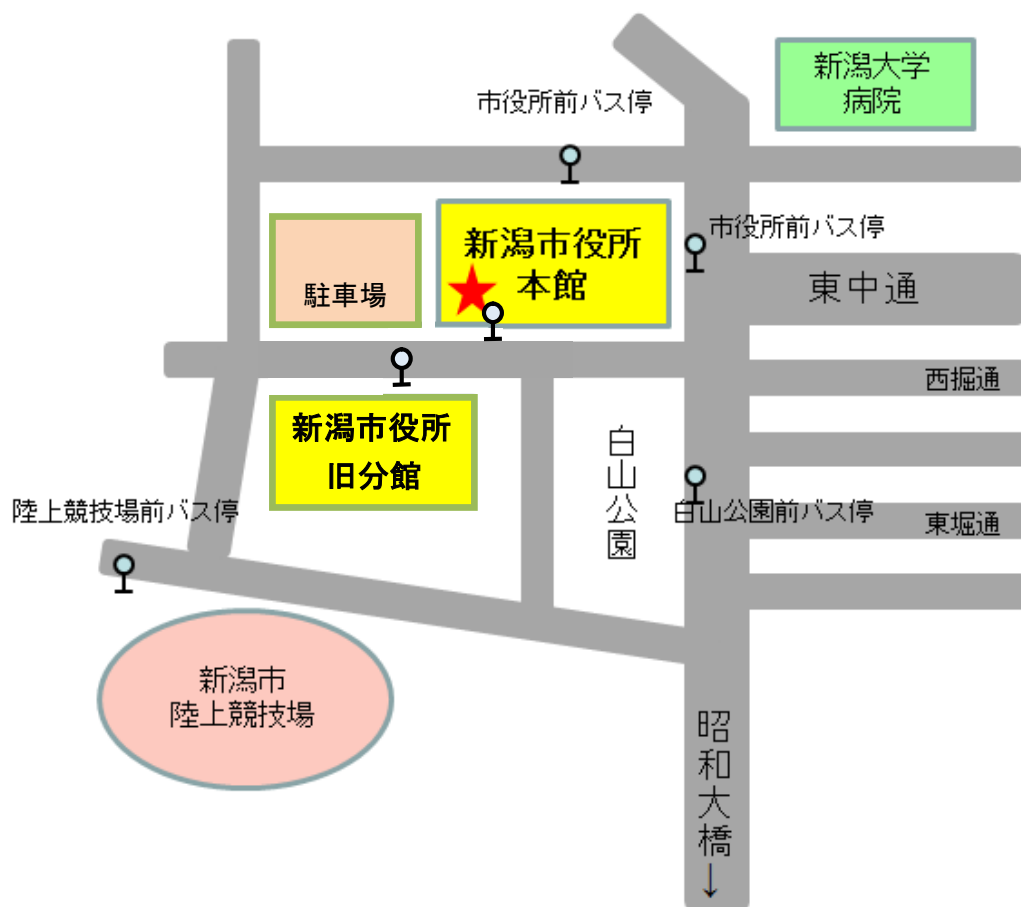 新潟大学
病院
市役所前バス停
市役所前バス停
新潟市役所
本館
駐車場
東中通
西掘通
新潟市役所
旧分館
白山公園
陸上競技場前バス停
白山公園前バス停
東堀通
新潟市
陸上競技場
昭和大橋
↓